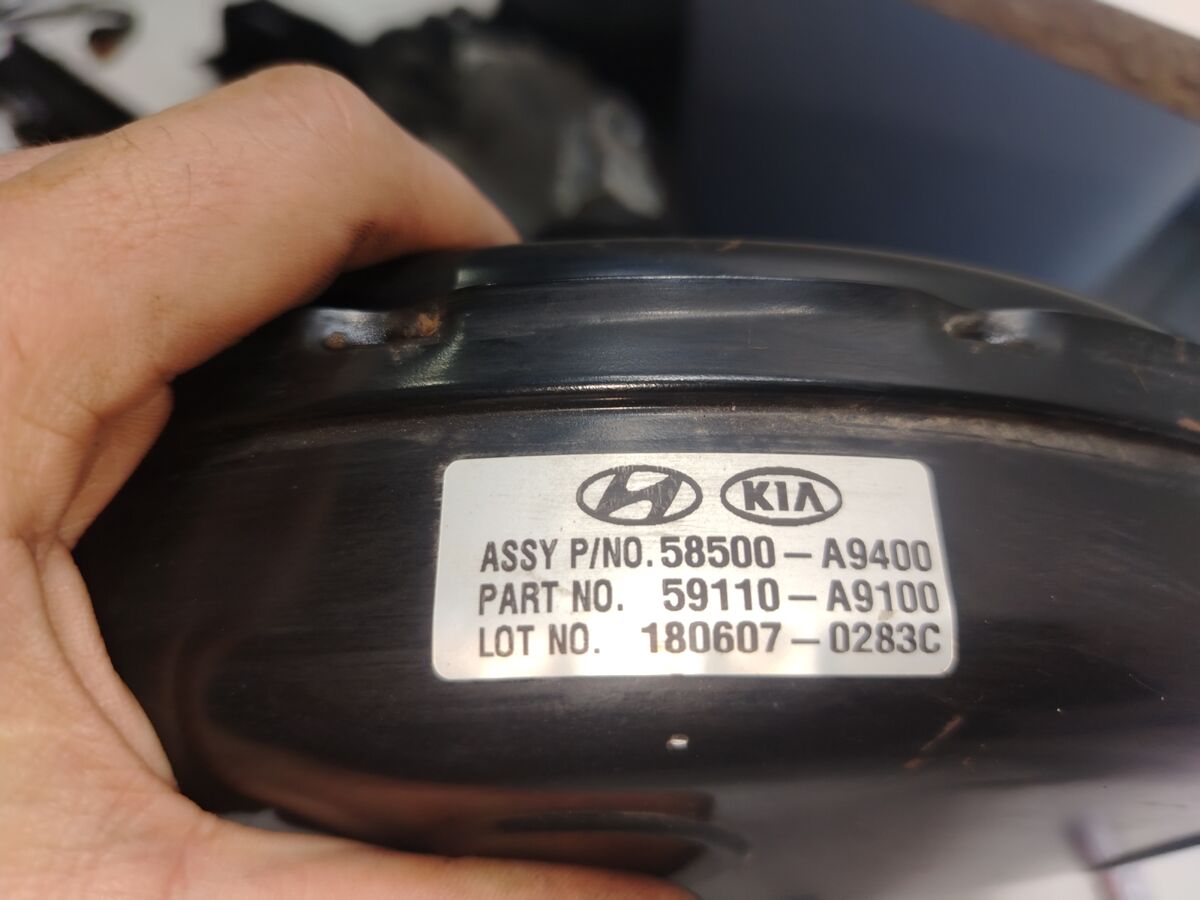 KIA
ASSY P/NO. 58500-A9400
PART NO. 59110-A9100
LOT NO. 180607-0283C